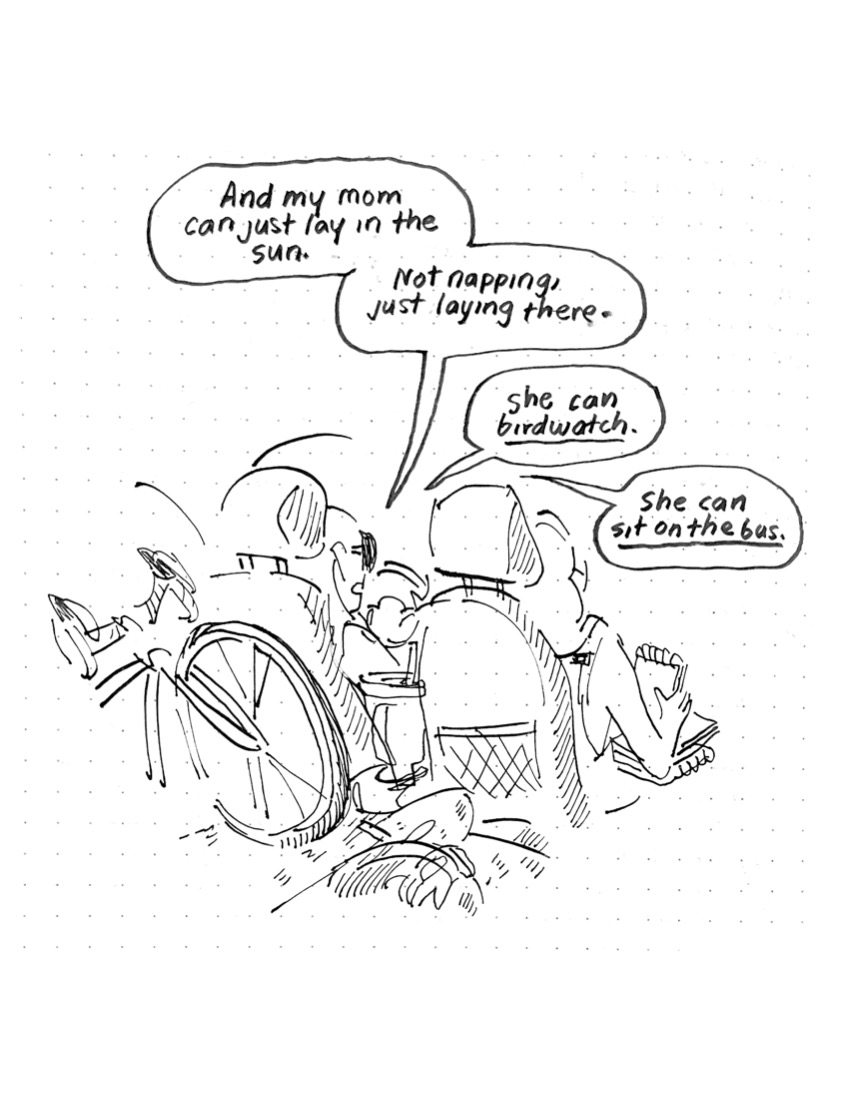 And my mom
can just lay in the
sun.
Not napping,
just laying there.
She can
birdwatch.
She can
sit on the bus.